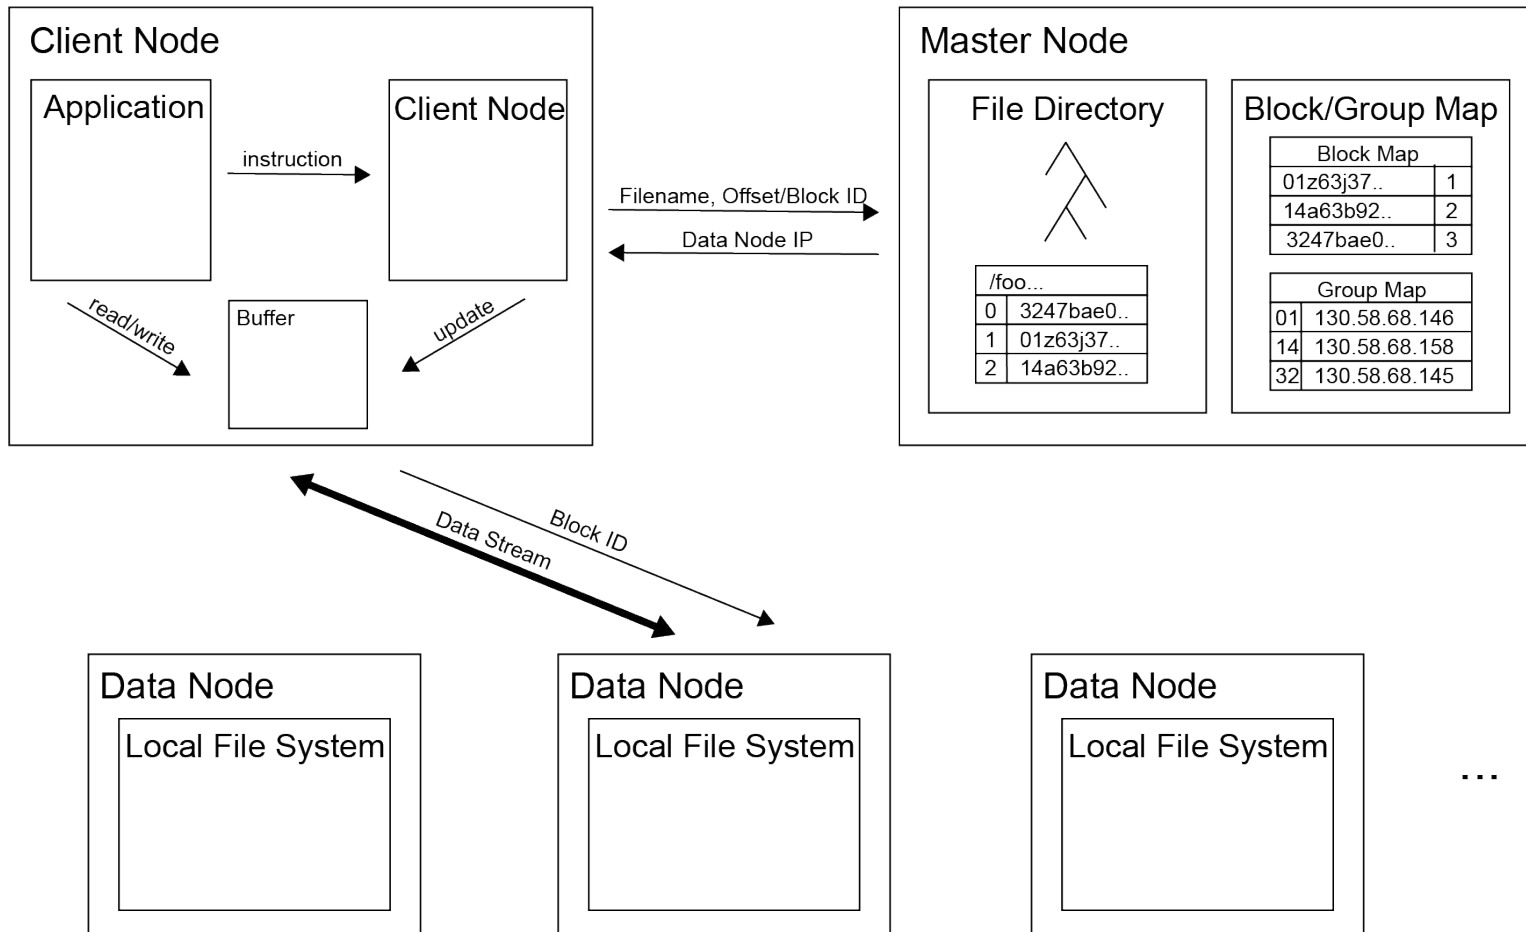 Client Node
Application
Client Node
instruction
read/write
Buffer
update
Filename, Offset/Block ID
Data Node IP
Master Node
File Directory
/foo...
0 3247bae0..
1 01z63j37..
2 14a63b92..
Block/Group Map
Block Map
01z63j37.. 1
14a63b92.. 2
3247bae0.. 3
Group Map
01 130.58.68.146
14 130.58.68.158
32 130.58.68.145
Data Stream
Block ID
Data Node
Local File System
Data Node
Local File System
Data Node
Local File System
...